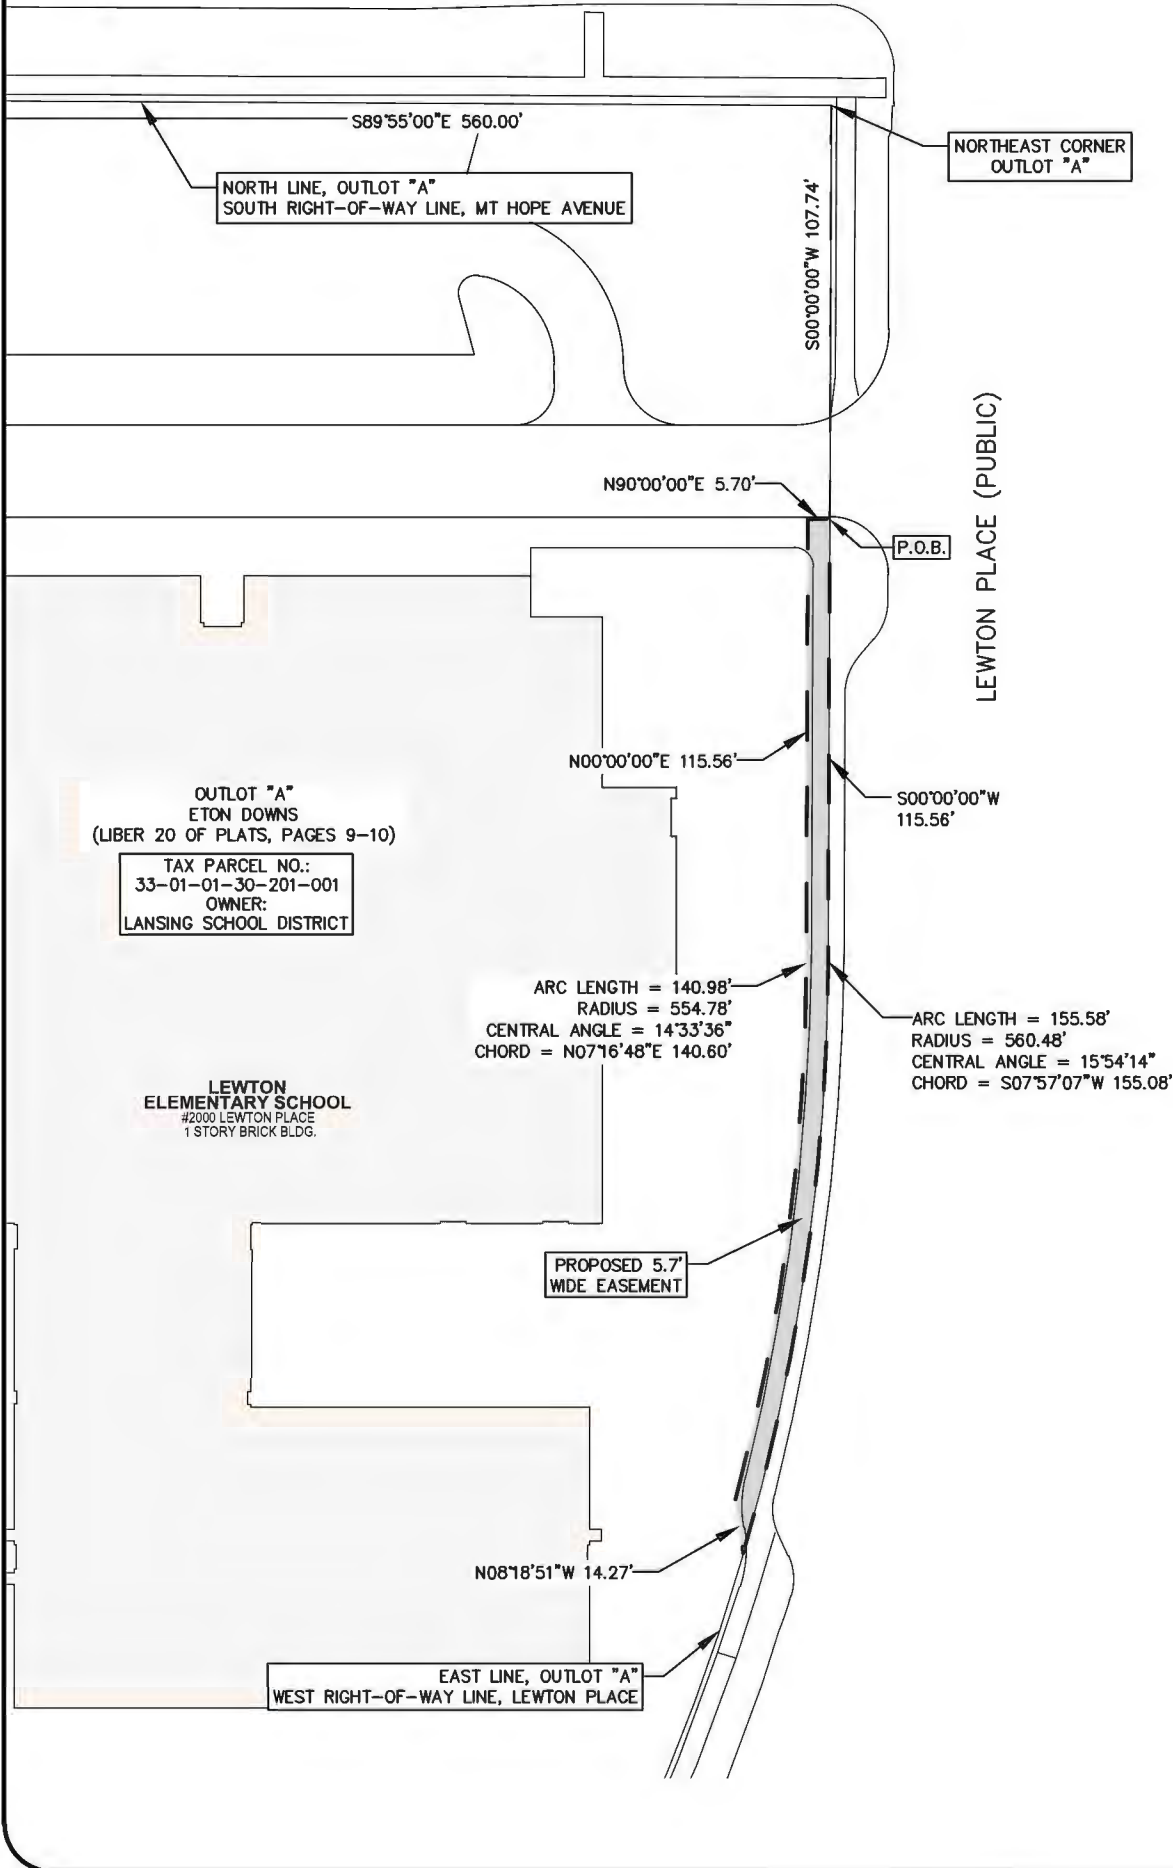 S89°55'00"E 560.00'
NORTHEAST CORNER
OUTLOT "A"
NORTH LINE, OUTLOT "A"
SOUTH RIGHT-OF-WAY LINE, MT HOPE AVENUE
S00°00'00"W 107.74'
LEWTON PLACE (PUBLIC)
N90°00'00"E 5.70'
P.O.B.
N00°00'00"E 115.56'
S00°00'00"W
115.56'
OUTLOT "A"
ETON DOWNS
(LIBER 20 OF PLATS, PAGES 9-10)
TAX PARCEL NO.:
33-01-01-30-201-001
OWNER:
LANSING SCHOOL DISTRICT
ARC LENGTH = 140.98'
RADIUS = 554.78'
CENTRAL ANGLE = 14°33'36"
CHORD = N07°16'48"E 140.60'
ARC LENGTH = 155.58'
RADIUS = 560.48'
CENTRAL ANGLE = 15°54'14"
CHORD = S07°57'07"W 155.08'
LEWTON
ELEMENTARY SCHOOL
#2000 LEWTON PLACE
1 STORY BRICK BLDG.
PROPOSED 5.7'
WIDE EASEMENT
N08°18'51"W 14.27'
EAST LINE, OUTLOT "A"
WEST RIGHT-OF-WAY LINE, LEWTON PLACE